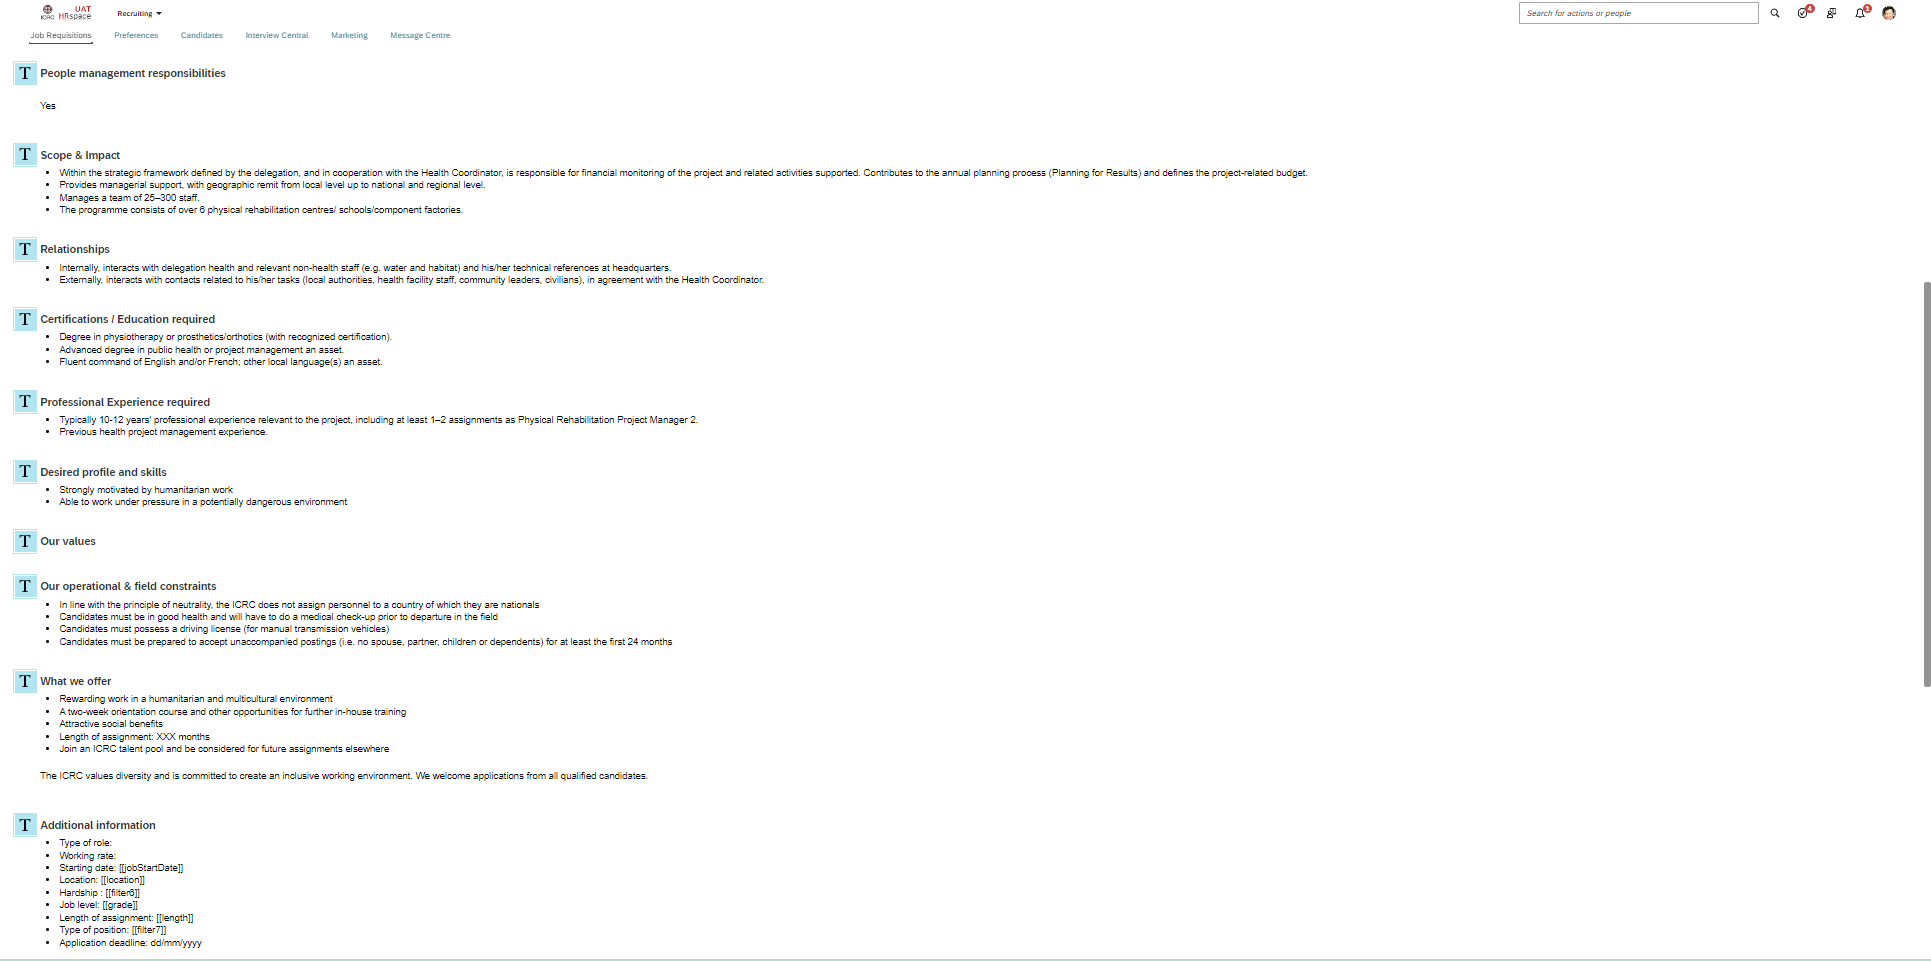 UAT
ICRC HRspace
Recruiting
Search for actions or people
4
1
Job Requisitions Preferences Candidates Interview Central Marketing Message Centre
T People management responsibilities
Yes
T Scope & Impact
• Within the strategic framework defined by the delegation, and in cooperation with the Health Coordinator, is responsible for financial monitoring of the project and related activities supported. Contributes to the annual planning process (Planning for Results) and defines the project-related budget.
• Provides managerial support, with geographic remit from local level up to national and regional level.
• Manages a team of 25–300 staff.
• The programme consists of over 6 physical rehabilitation centres/ schools/component factories.
T Relationships
• Internally, interacts with delegation health and relevant non-health staff (e.g. water and habitat) and his/her technical references at headquarters.
• Externally, interacts with contacts related to his/her tasks (local authorities, health facility staff, community leaders, civilians), in agreement with the Health Coordinator.
T Certifications / Education required
• Degree in physiotherapy or prosthetics/orthotics (with recognized certification).
• Advanced degree in public health or project management an asset.
• Fluent command of English and/or French; other local language(s) an asset.
T Professional Experience required
• Typically 10-12 years' professional experience relevant to the project, including at least 1–2 assignments as Physical Rehabilitation Project Manager 2.
• Previous health project management experience.
T Desired profile and skills
• Strongly motivated by humanitarian work
• Able to work under pressure in a potentially dangerous environment
T Our values
T Our operational & field constraints
• In line with the principle of neutrality, the ICRC does not assign personnel to a country of which they are nationals
• Candidates must be in good health and will have to do a medical check-up prior to departure in the field
• Candidates must possess a driving license (for manual transmission vehicles)
• Candidates must be prepared to accept unaccompanied postings (i.e. no spouse, partner, children or dependents) for at least the first 24 months
T What we offer
• Rewarding work in a humanitarian and multicultural environment
• A two-week orientation course and other opportunities for further in-house training
• Attractive social benefits
• Length of assignment: XXX months
• Join an ICRC talent pool and be considered for future assignments elsewhere
The ICRC values diversity and is committed to create an inclusive working environment. We welcome applications from all qualified candidates.
T Additional information
• Type of role:
• Working rate:
• Starting date: [[jobStartDate]]
• Location: [[location]]
• Hardship : [[filter6]]
• Job level: [[grade]]
• Length of assignment: [[length]]
• Type of position: [[filter7]]
• Application deadline: dd/mm/yyyy